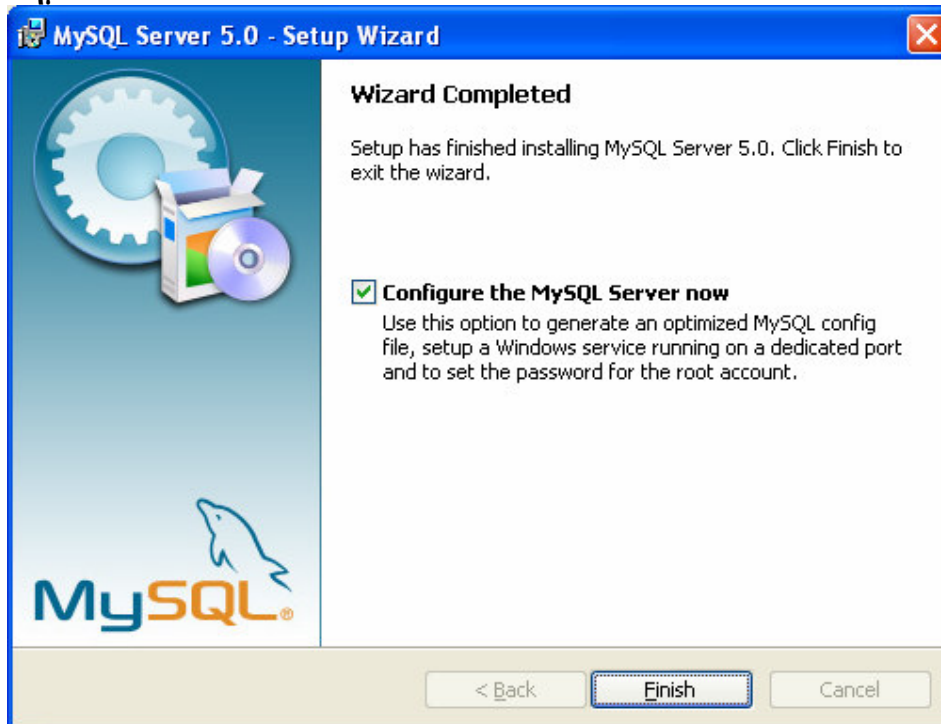 MySQL Server 5.0 - Setup Wizard
Wizard Completed
Setup has finished installing MySQL Server 5.0. Click Finish to
exit the wizard.
Configure the MySQL Server now
Use this option to generate an optimized MySQL config
file, setup a Windows service running on a dedicated port
and to set the password for the root account.
MySQL®
< Back
Finish
Cancel